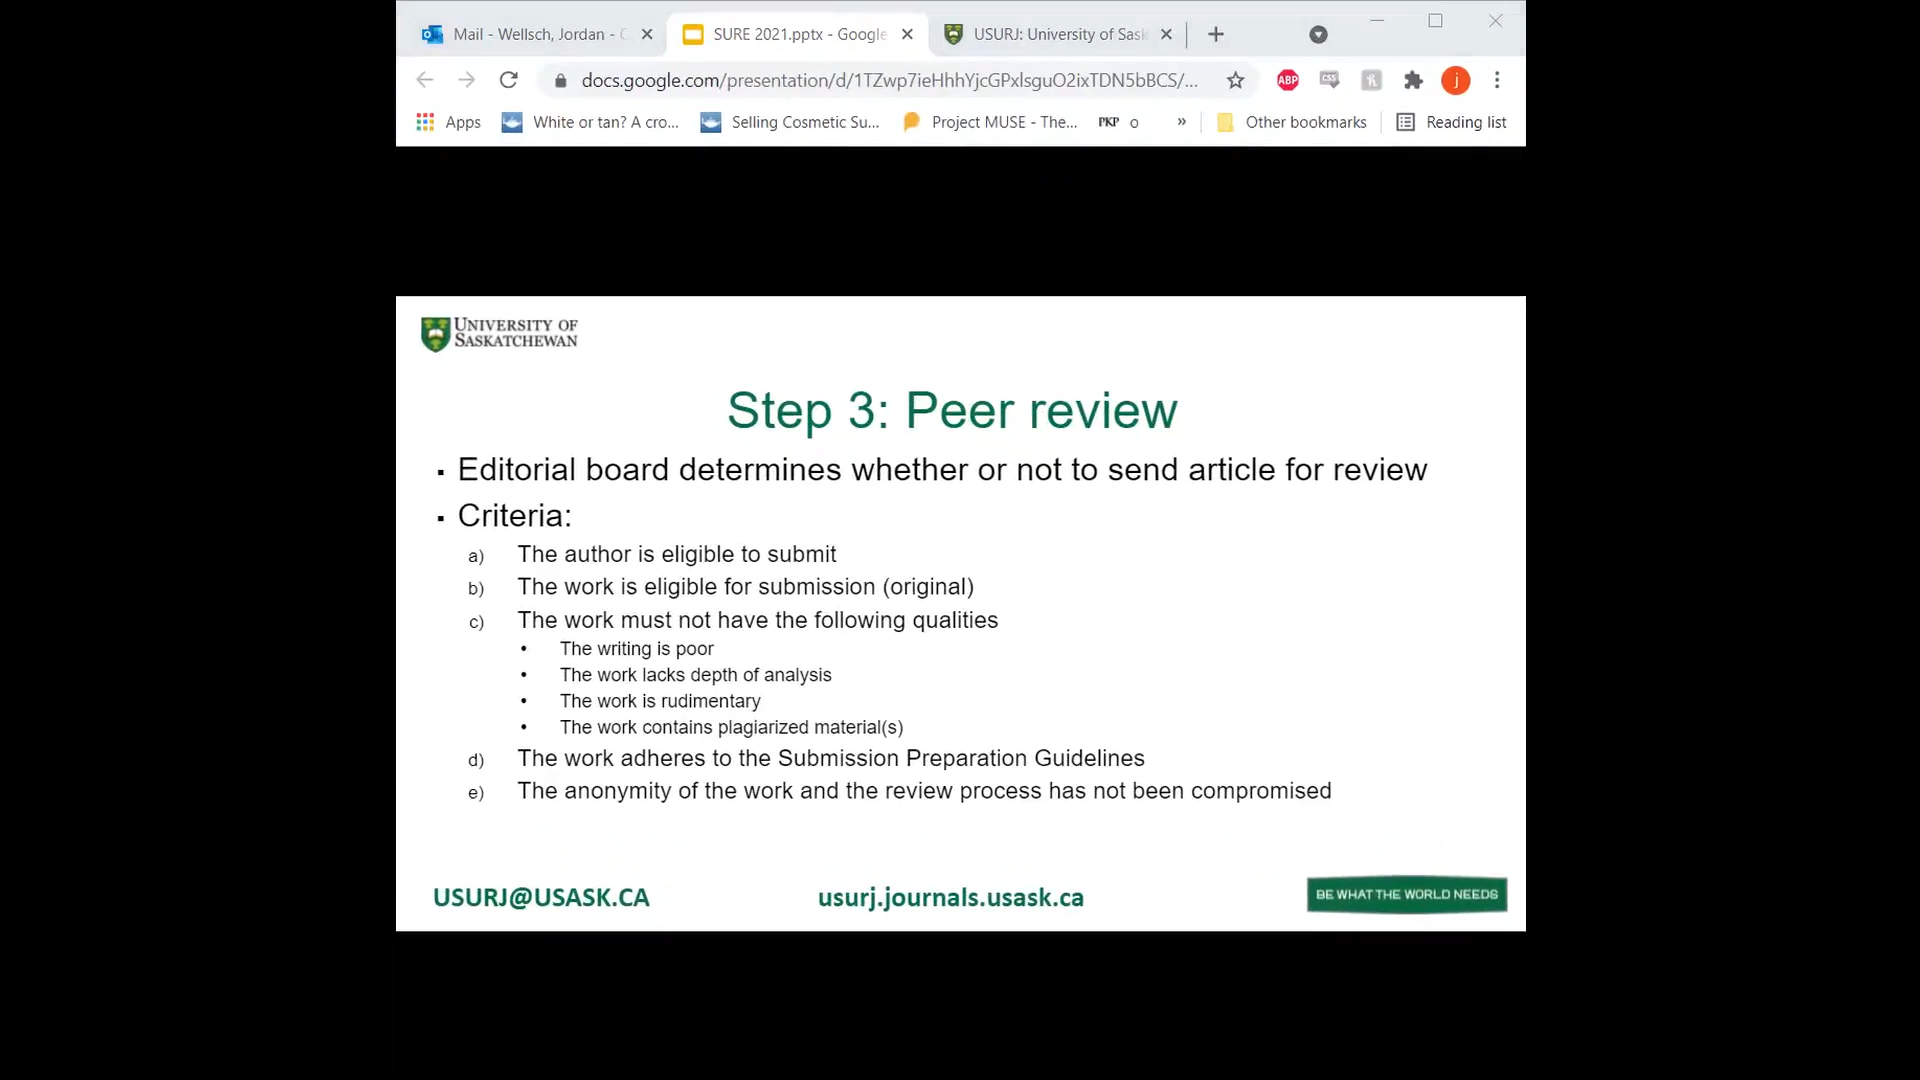 Mail - Wellsch, Jordan -
SURE 2021.pptx - Google
USURJ: University of Sask
docs.google.com/presentation/d/1TZwp7ieHhhYjcGPxlsguO2ixTDN5bBCS/...
ABP
CSS
j
Apps
White or tan? A cro...
Selling Cosmetic Su...
Project MUSE - The...
PKP o
»
Other bookmarks
Reading list
UNIVERSITY OF
SASKATCHEWAN
Step 3: Peer review
▪ Editorial board determines whether or not to send article for review
▪ Criteria:
a) The author is eligible to submit
b) The work is eligible for submission (original)
c) The work must not have the following qualities
• The writing is poor
• The work lacks depth of analysis
• The work is rudimentary
• The work contains plagiarized material(s)
d) The work adheres to the Submission Preparation Guidelines
e) The anonymity of the work and the review process has not been compromised
USURJ@USASK.CA
usurj.journals.usask.ca
BE WHAT THE WORLD NEEDS